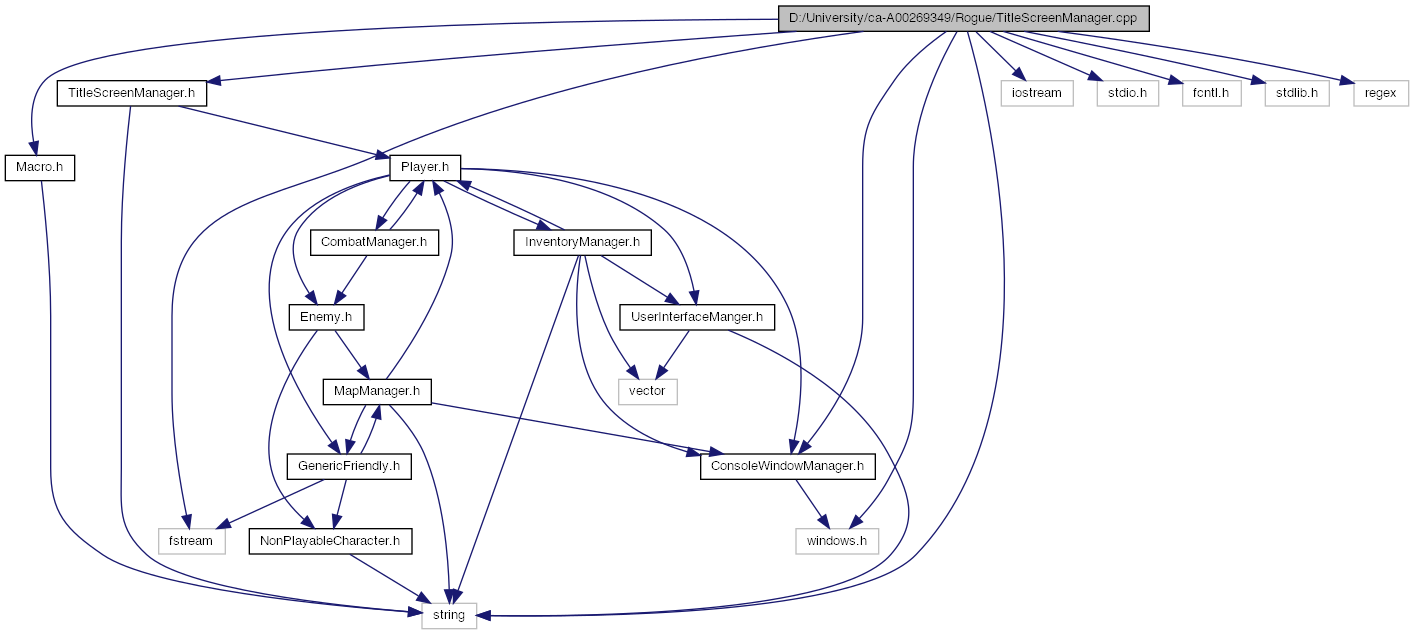 D:/University/ca-A00269349/Rogue/TitleScreenManager.cpp
TitleScreenManager.h
iostream
stdio.h
fcntl.h
stdlib.h
regex
Macro.h
Player.h
CombatManager.h
InventoryManager.h
Enemy.h
UserInterfaceManger.h
MapManager.h
vector
GenericFriendly.h
ConsoleWindowManager.h
fstream
NonPlayableCharacter.h
windows.h
string